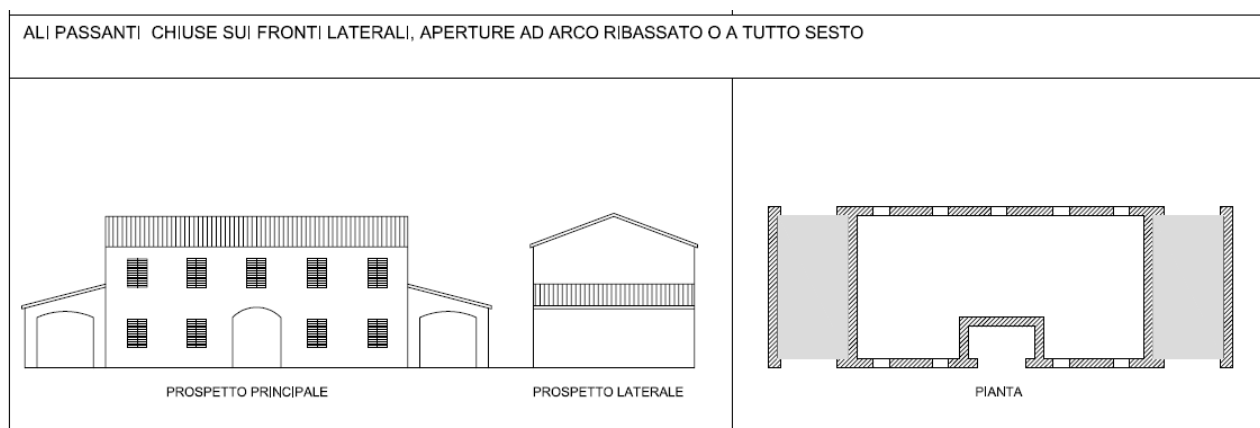 ALI PASSANTI CHIUSE SUI FRONTI LATERALI, APERTURE AD ARCO RIBASSATO O A TUTTO SESTO
PROSPETTO PRINCIPALE
PROSPETTO LATERALE
PIANTA